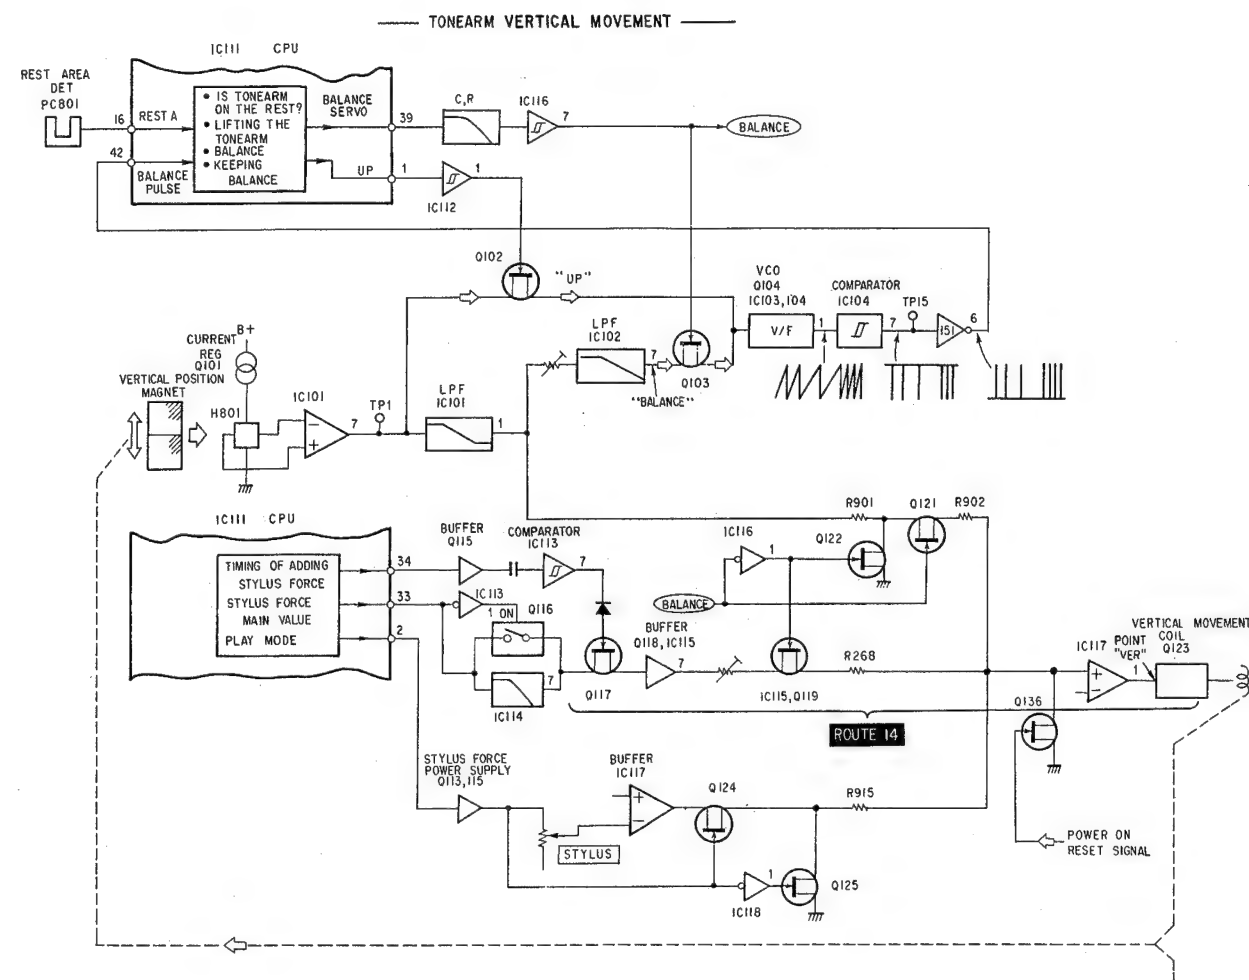 TONEARM VERTICAL MOVEMENT
IC111 CPU
REST AREA
DET
PC801
16
REST A
42
BALANCE
PULSE
• IS TONEARM
ON THE REST?
• LIFTING THE
TONEARM
• BALANCE
• KEEPING
BALANCE
BALANCE
SERVO
39
UP
1
C,R
IC116
7
BALANCE
1
IC112
Q102
"UP"
VCO
Q104
IC103,104
V/F
1
COMPARATOR
IC104
7
TP15
151
6
LPF
IC102
7
"BALANCE"
Q103
B+
CURRENT
REG
Q101
VERTICAL POSITION
MAGNET
H801
IC101
−
+
7
TP1
LPF
IC101
1
IC111 CPU
TIMING OF ADDING
STYLUS FORCE
STYLUS FORCE
MAIN VALUE
PLAY MODE
34
33
2
BUFFER
Q115
COMPARATOR
IC113
7
IC113
1 ON
Q116
7
IC114
Q117
BUFFER
Q118,IC115
7
IC116
1
BALANCE
R901
Q122
Q121
R902
IC115,Q119
R268
ROUTE 14
IC117
+
−
POINT
"VER"
1
VERTICAL MOVEMENT
COIL
Q123
Q136
POWER ON
RESET SIGNAL
STYLUS FORCE
POWER SUPPLY
Q113,115
STYLUS
BUFFER
IC117
+
−
Q124
R915
1
IC118
Q125